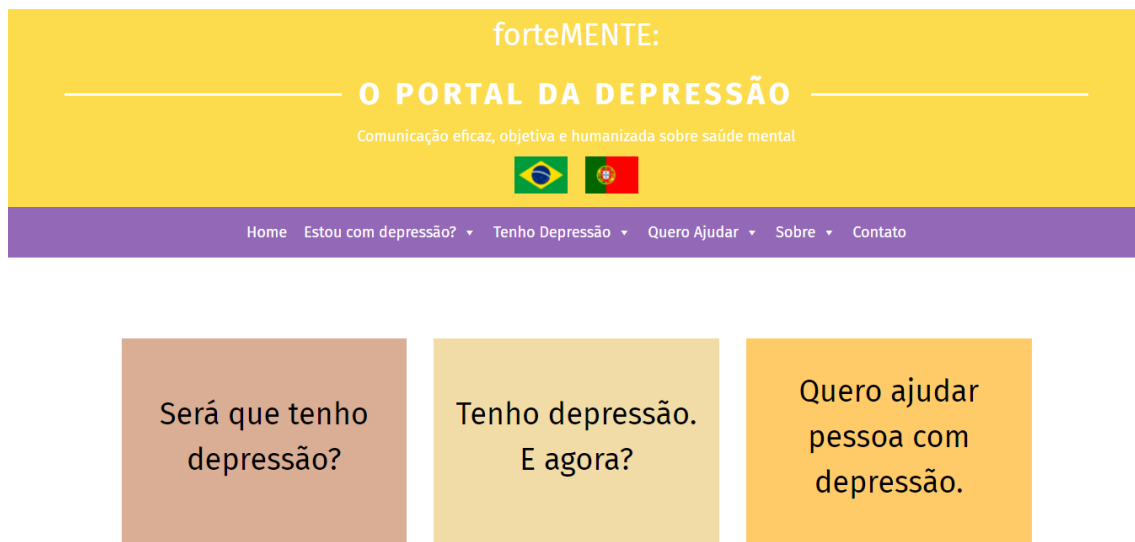 forteMENTE:
O PORTAL DA DEPRESSÃO
Comunicação eficaz, objetiva e humanizada sobre saúde mental
Home Estou com depressão? Tenho Depressão Quero Ajudar Sobre Contato
Será que tenho
depressão?
Tenho depressão.
E agora?
Quero ajudar
pessoa com
depressão.